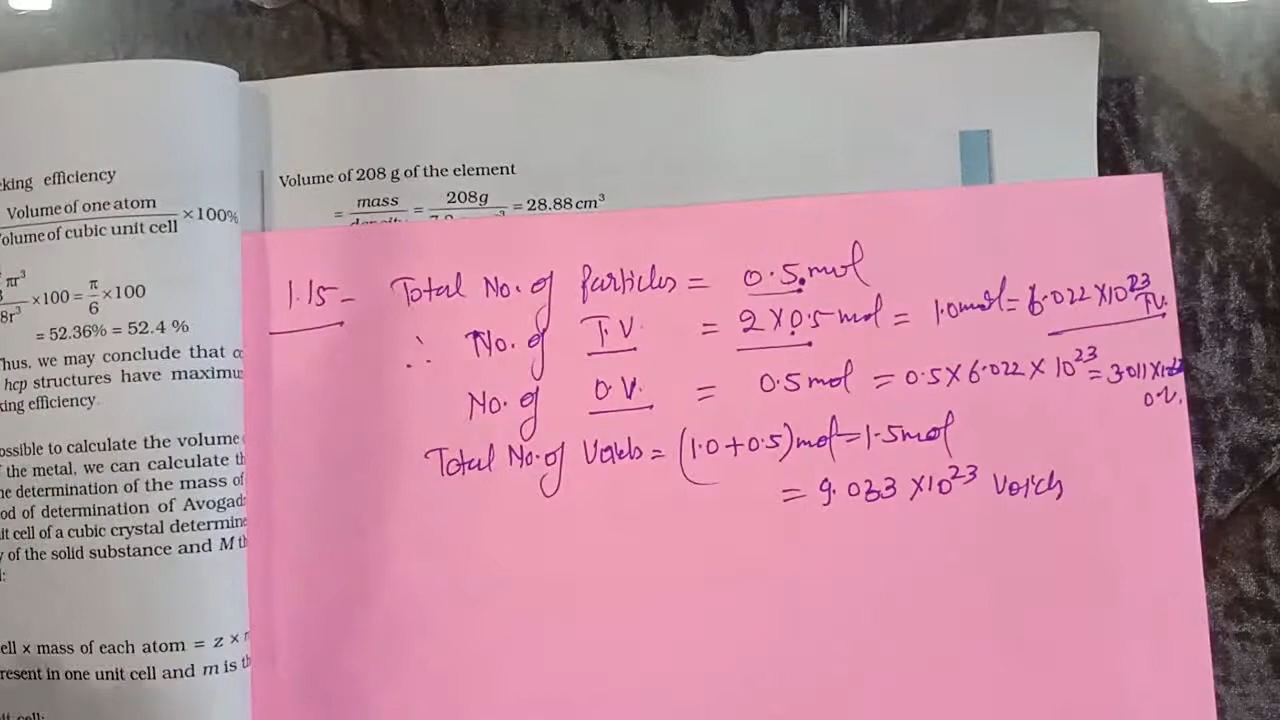 king efficiency
Volume of one atom
olume of cubic unit cell ×100%
πr³
8r³ ×100 = π/6 ×100
= 52.36% = 52.4 %
hus, we may conclude that
hcp structures have maximu
king efficiency.
ossible to calculate the volume
the metal, we can calculate th
e determination of the mass of
od of determination of Avogad
it cell of a cubic crystal determine
y of the solid substance and M th
:
ell × mass of each atom = z ×
resent in one unit cell and m is th
it cell:
Volume of 208 g of the element
= mass = 208g = 28.88 cm³
1.15- Total No. of Particles = 0.5 mol
∴ No. of T.V. = 2 X 0.5 mol = 1.0 mol = 6.022 X 10²³ T.V.
No. of O.V. = 0.5 mol = 0.5 X 6.022 X 10²³ = 3.011 X 10²³ O.V.
Total No. of Voids = (1.0 + 0.5) mol = 1.5 mol
= 9.033 X 10²³ Voids